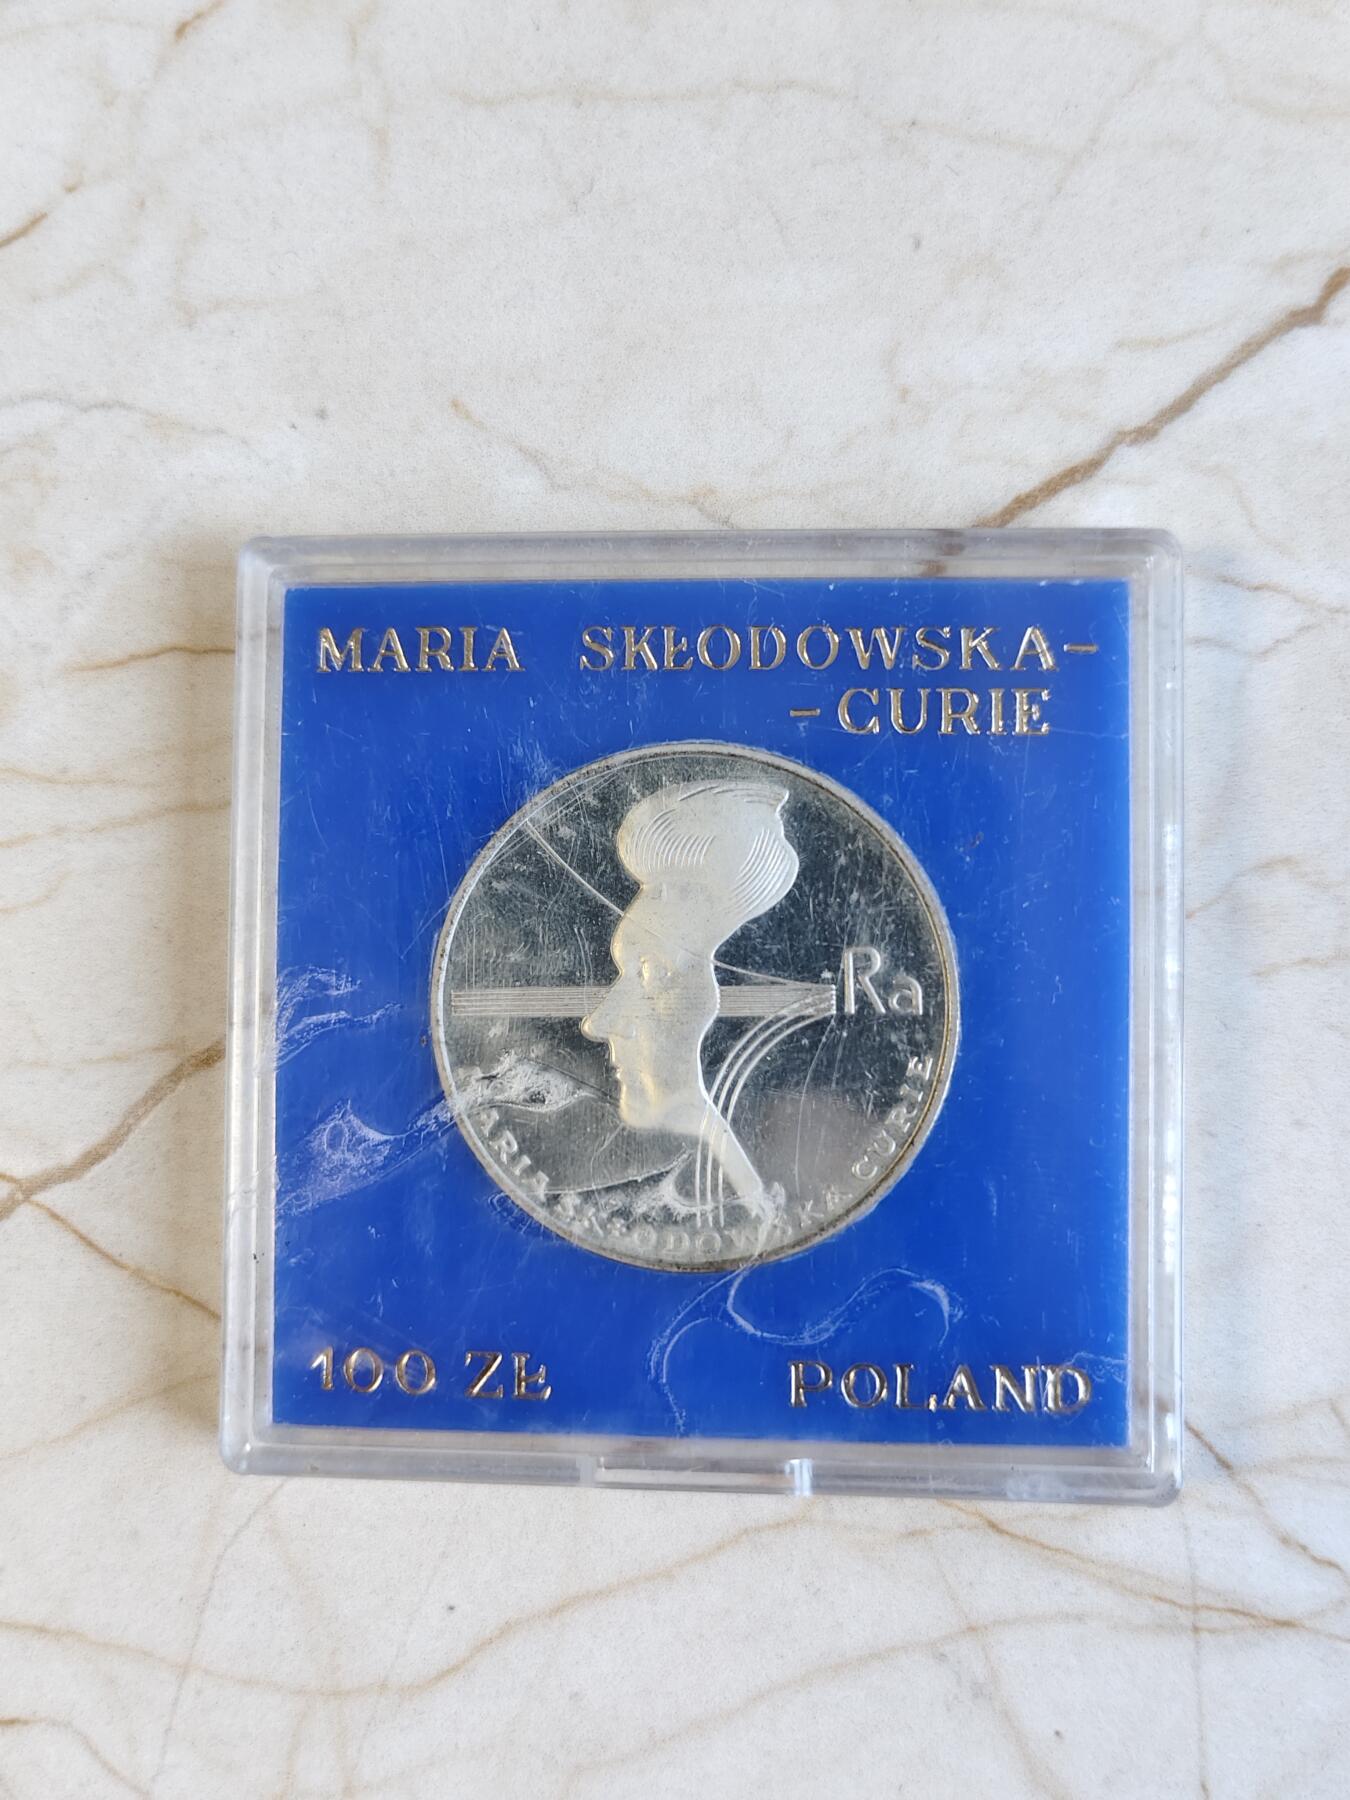 MARIA SKŁODOWSKA-
-CURIE
Ra
MARIA SKŁODOWSKA CURIE
100 ZŁ
POLAND